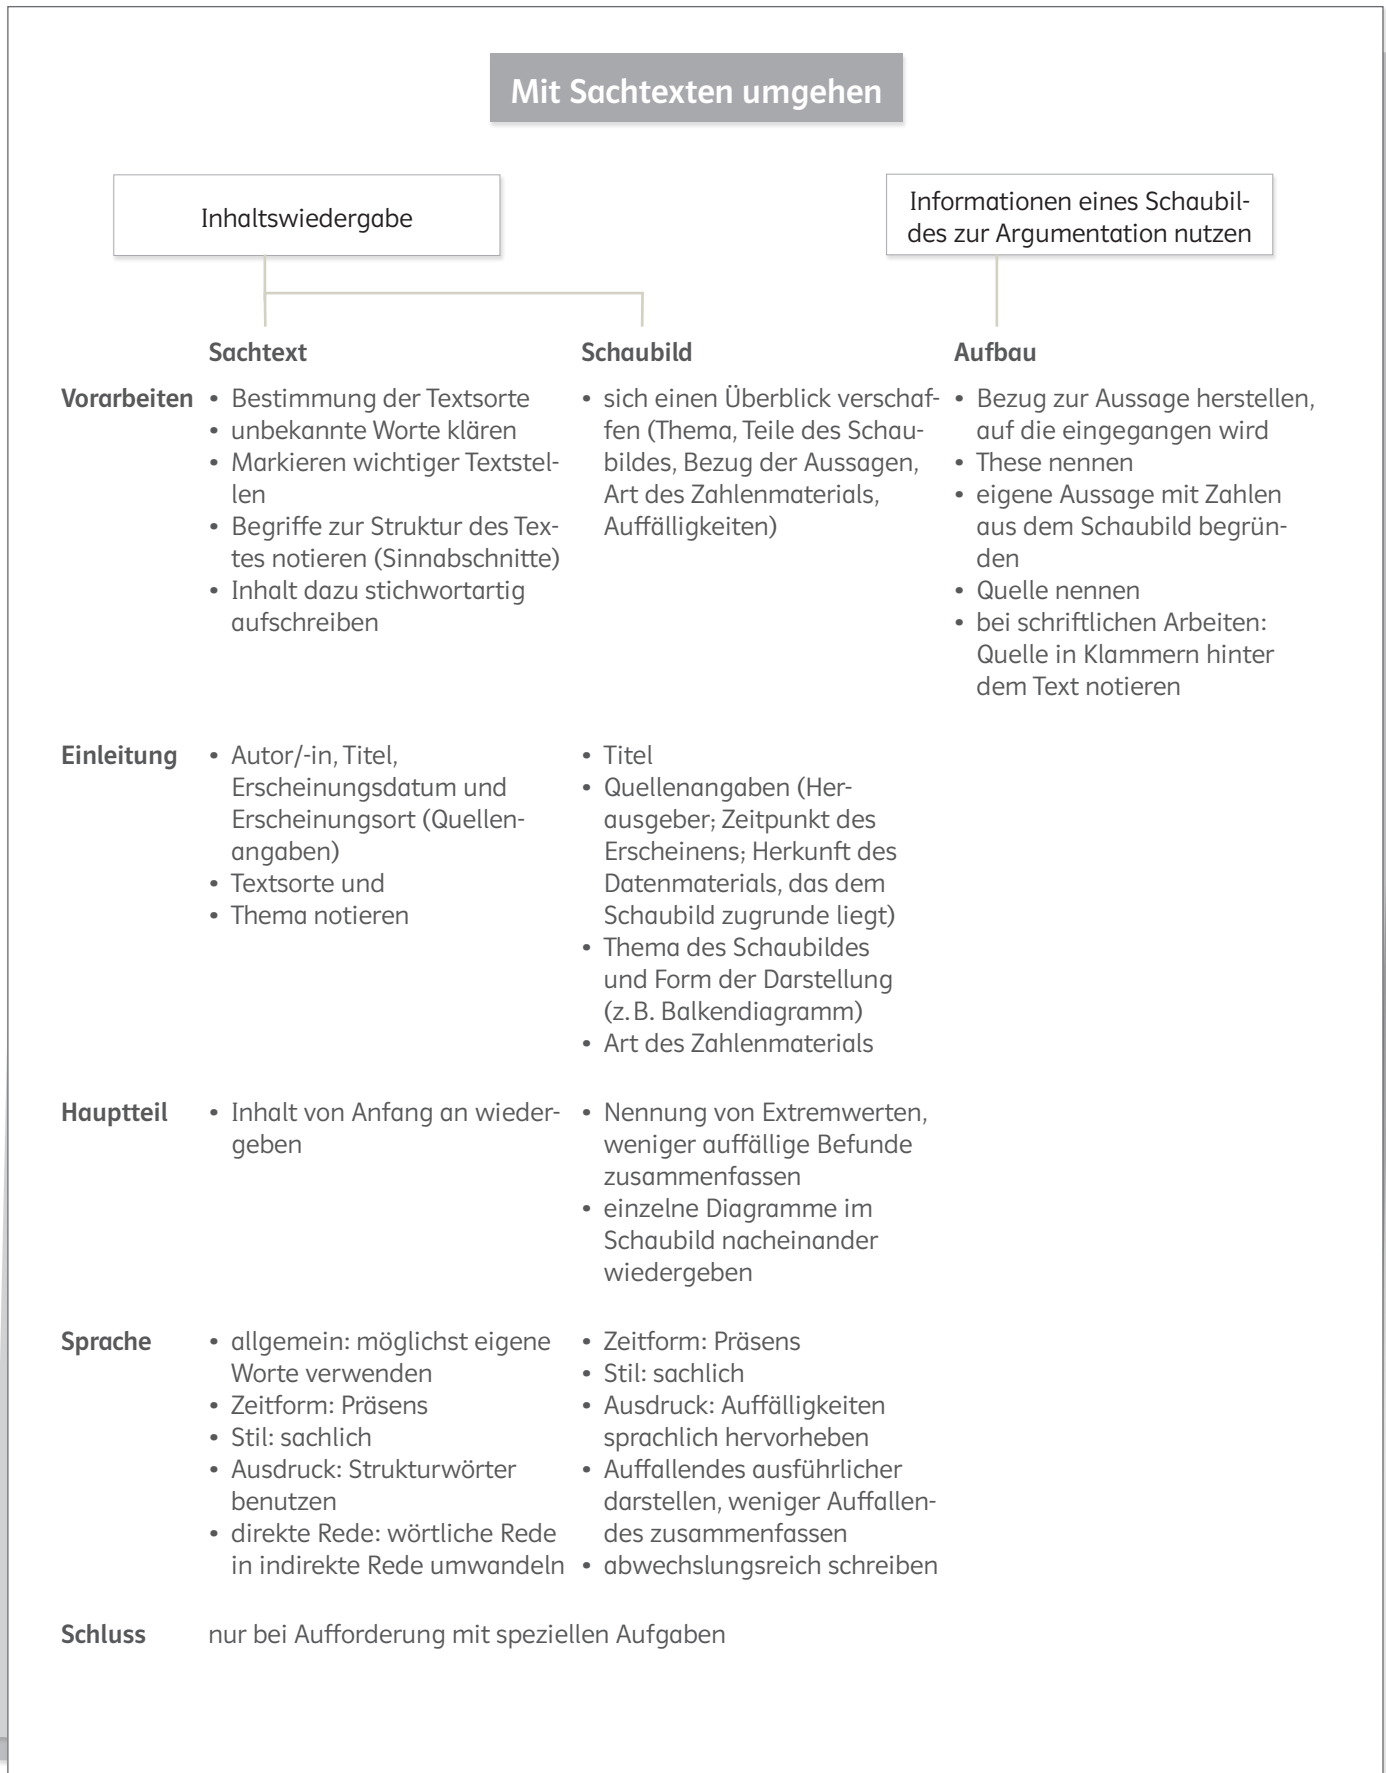 Mit Sachtexten umgehen
Inhaltswiedergabe
Informationen eines Schaubil-
des zur Argumentation nutzen
Sachtext
Schaubild
Aufbau
Vorarbeiten
• Bestimmung der Textsorte
• unbekannte Worte klären
• Markieren wichtiger Textstel-
len
• Begriffe zur Struktur des Tex-
tes notieren (Sinnabschnitte)
• Inhalt dazu stichwortartig
aufschreiben
• sich einen Überblick verschaf-
fen (Thema, Teile des Schau-
bildes, Bezug der Aussagen,
Art des Zahlenmaterials,
Auffälligkeiten)
• Bezug zur Aussage herstellen,
auf die eingegangen wird
• These nennen
• eigene Aussage mit Zahlen
aus dem Schaubild begrün-
den
• Quelle nennen
• bei schriftlichen Arbeiten:
Quelle in Klammern hinter
dem Text notieren
Einleitung
• Autor/-in, Titel,
Erscheinungsdatum und
Erscheinungsort (Quellen-
angaben)
• Textsorte und
• Thema notieren
• Titel
• Quellenangaben (Her-
ausgeber; Zeitpunkt des
Erscheinens; Herkunft des
Datenmaterials, das dem
Schaubild zugrunde liegt)
• Thema des Schaubildes
und Form der Darstellung
(z. B. Balkendiagramm)
• Art des Zahlenmaterials
Hauptteil
• Inhalt von Anfang an wieder-
geben
• Nennung von Extremwerten,
weniger auffällige Befunde
zusammenfassen
• einzelne Diagramme im
Schaubild nacheinander
wiedergeben
Sprache
• allgemein: möglichst eigene
Worte verwenden
• Zeitform: Präsens
• Stil: sachlich
• Ausdruck: Strukturwörter
benutzen
• direkte Rede: wörtliche Rede
in indirekte Rede umwandeln
• Zeitform: Präsens
• Stil: sachlich
• Ausdruck: Auffälligkeiten
sprachlich hervorheben
• Auffallendes ausführlicher
darstellen, weniger Auffallen-
des zusammenfassen
• abwechslungsreich schreiben
Schluss
nur bei Aufforderung mit speziellen Aufgaben